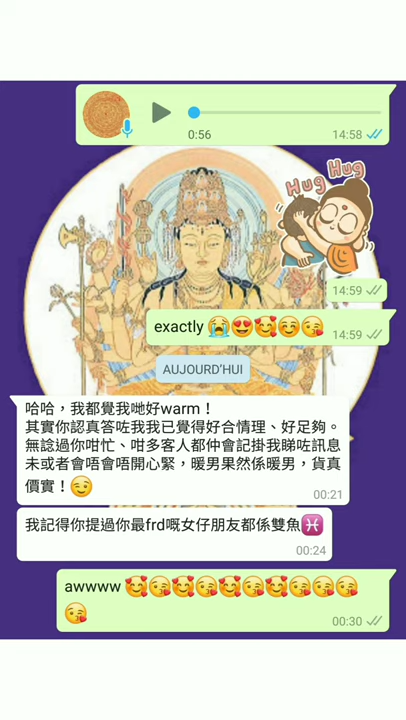 0:56
14:58
Hug Hug
14:59
exactly 😭😍🥰☺️😘
14:59
AUJOURD'HUI
哈哈，我都覺我哋好warm！
其實你認真答咗我我已覺得好合情理、好足夠。
無諗過你咁忙、咁多客人都仲會記掛我睇咗訊息
未或者會唔會唔開心緊，暖男果然係暖男，貨真
價實！😉
00:21
我記得你提過你最frd嘅女仔朋友都係雙魚♓
00:24
awwww 🥰😘🥰😘🥰😘🥰😘😘😘
😘
00:30